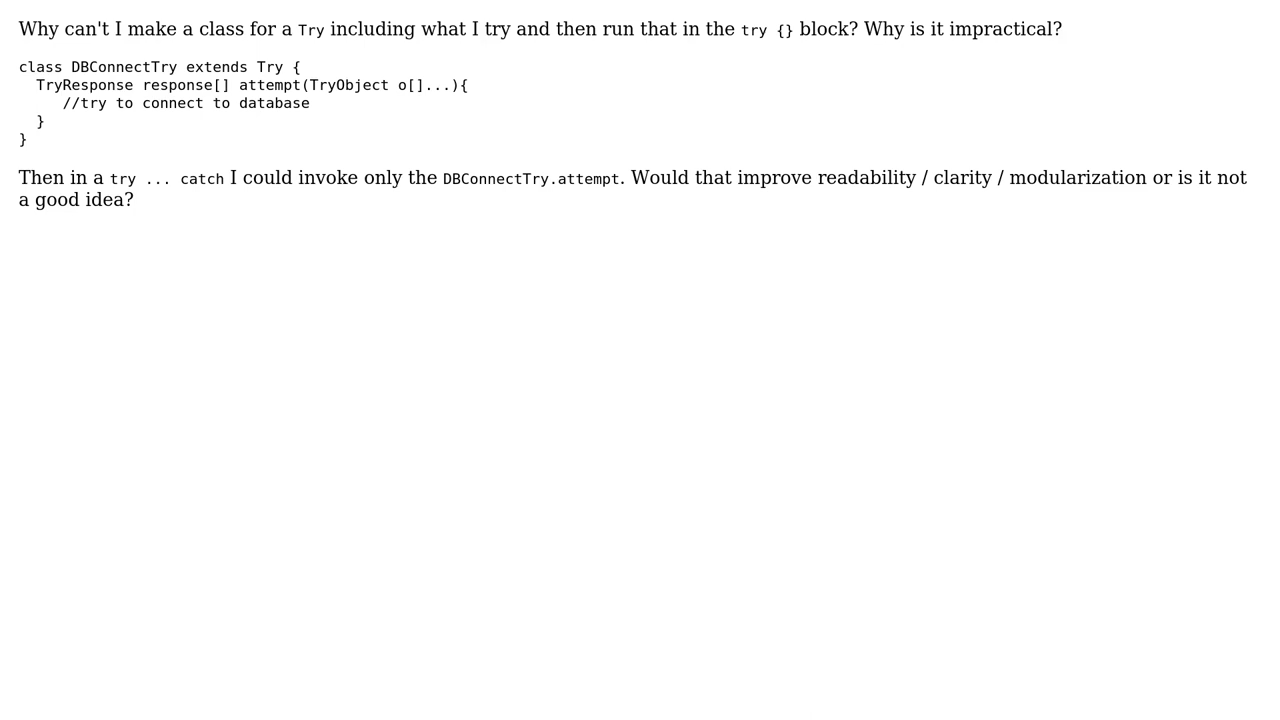 Why can't I make a class for a Try including what I try and then run that in the try {} block? Why is it impractical?
class DBConnectTry extends Try {
  TryResponse response[] attempt(TryObject o[]...){
     //try to connect to database
  }
}
Then in a try ... catch I could invoke only the DBConnectTry.attempt. Would that improve readability / clarity / modularization or is it not
a good idea?